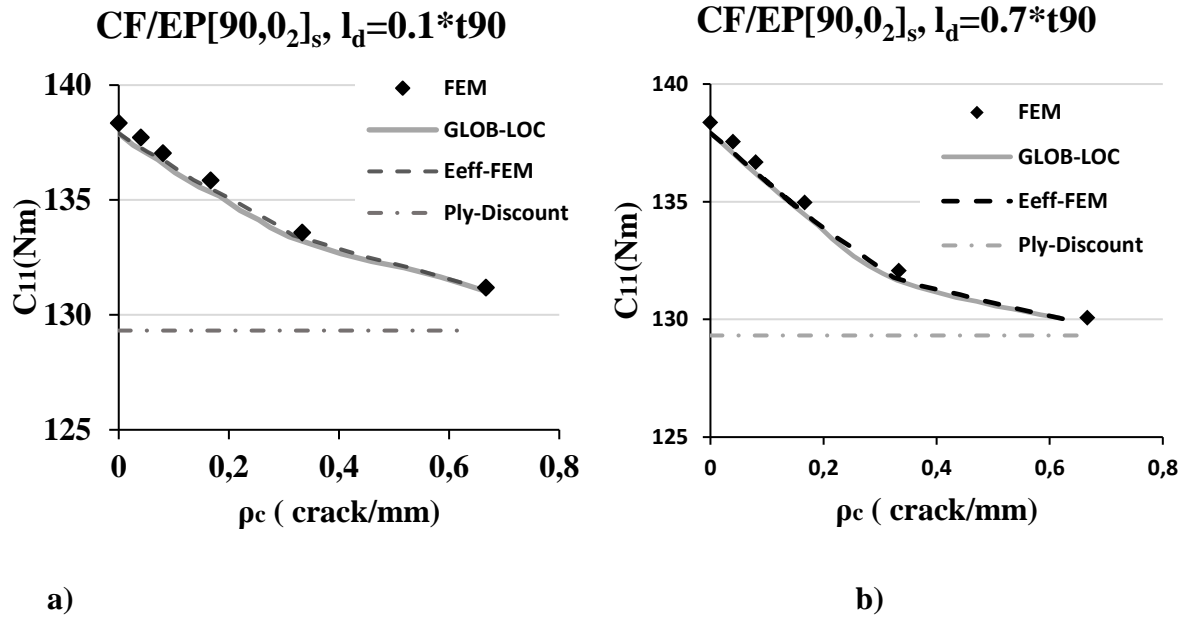 CF/EP[90,0₂]ₛ, l_d=0.1*t90
140
135
130
125
C11(Nm)
FEM
GLOB-LOC
Eeff-FEM
Ply-Discount
0 0,2 0,4 0,6 0,8
ρc ( crack/mm)
a)
CF/EP[90,0₂]ₛ, l_d=0.7*t90
140
135
130
125
C11(Nm)
FEM
GLOB-LOC
Eeff-FEM
Ply-Discount
0 0,2 0,4 0,6 0,8
ρc ( crack/mm)
b)